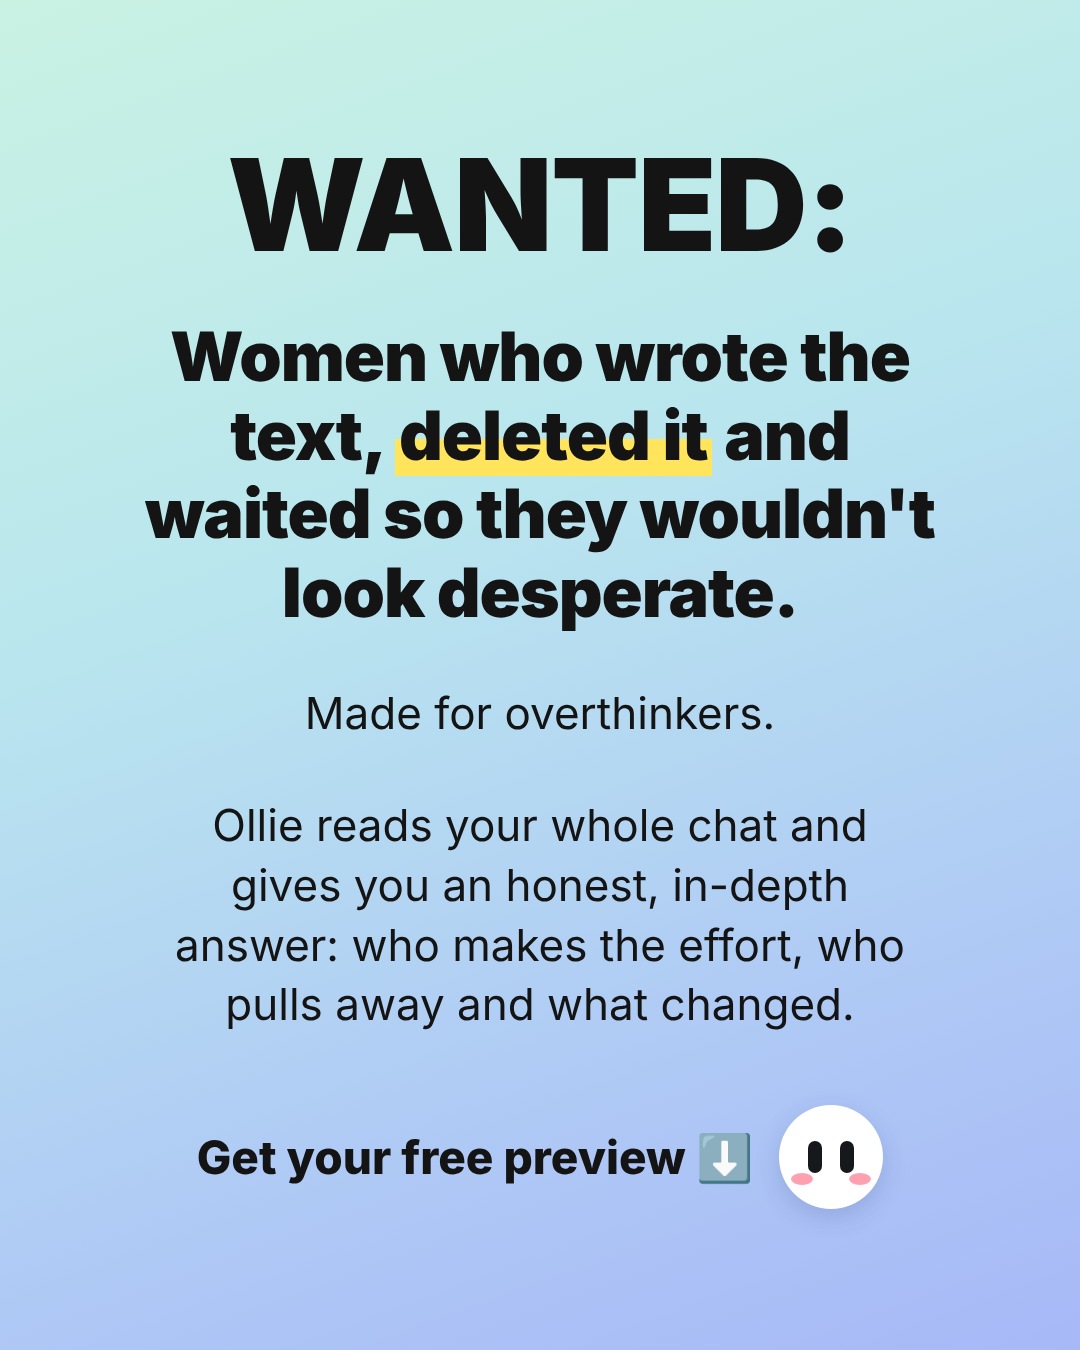 WANTED:
Women who wrote the
text, deleted it and
waited so they wouldn't
look desperate.
Made for overthinkers.
Ollie reads your whole chat and
gives you an honest, in-depth
answer: who makes the effort, who
pulls away and what changed.
Get your free preview ⬇️